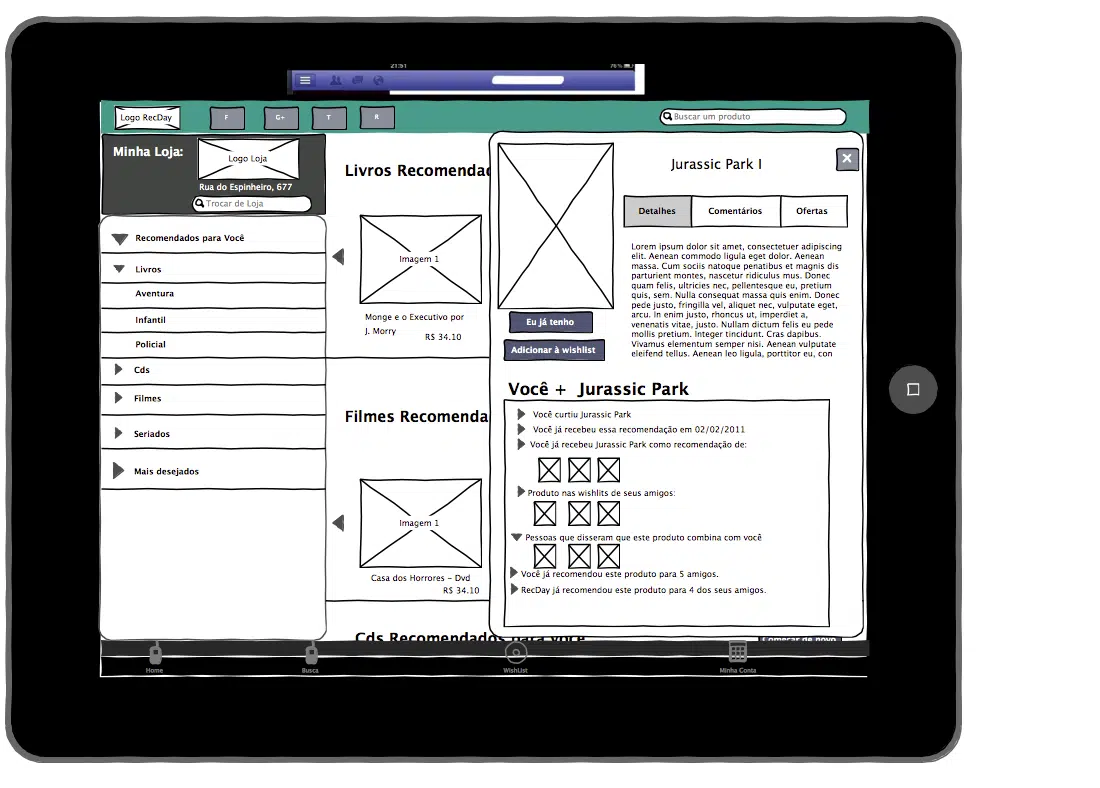 21:51
76%
Logo RecDay
F
G+
T
R
Buscar um produto
Minha Loja:
Logo Loja
Rua do Espinheiro, 677
Trocar de Loja
Recomendados para Você
Livros
Aventura
Infantil
Policial
Cds
Filmes
Seriados
Mais desejados
Livros Recomendad
Imagem 1
Monge e o Executivo por
J. Morry
R$ 34.10
Filmes Recomenda
Imagem 1
Casa dos Horrores - Dvd
R$ 34.10
Cds Recomendados para você
Começar de novo
Jurassic Park I
X
Detalhes
Comentários
Ofertas
Lorem ipsum dolor sit amet, consectetuer adipiscing
elit. Aenean commodo ligula eget dolor. Aenean
massa. Cum sociis natoque penatibus et magnis dis
parturient montes, nascetur ridiculus mus. Donec
quam felis, ultricies nec, pellentesque eu, pretium
quis, sem. Nulla consequat massa quis enim. Donec
pede justo, fringilla vel, aliquet nec, vulputate eget,
arcu. In enim justo, rhoncus ut, imperdiet a,
venenatis vitae, justo. Nullam dictum felis eu pede
mollis pretium. Integer tincidunt. Cras dapibus.
Vivamus elementum semper nisi. Aenean vulputate
eleifend tellus. Aenean leo ligula, porttitor eu, con
Eu já tenho
Adicionar à wishlist
Você + Jurassic Park
Você curtiu Jurassic Park
Você já recebeu essa recomendação em 02/02/2011
Você já recebeu Jurassic Park como recomendação de:
Produto nas wishlits de seus amigos:
Pessoas que disseram que este produto combina com você
Você já recomendou este produto para 5 amigos.
RecDay já recomendou este produto para 4 dos seus amigos.
Home
Busca
WishList
Minha Conta